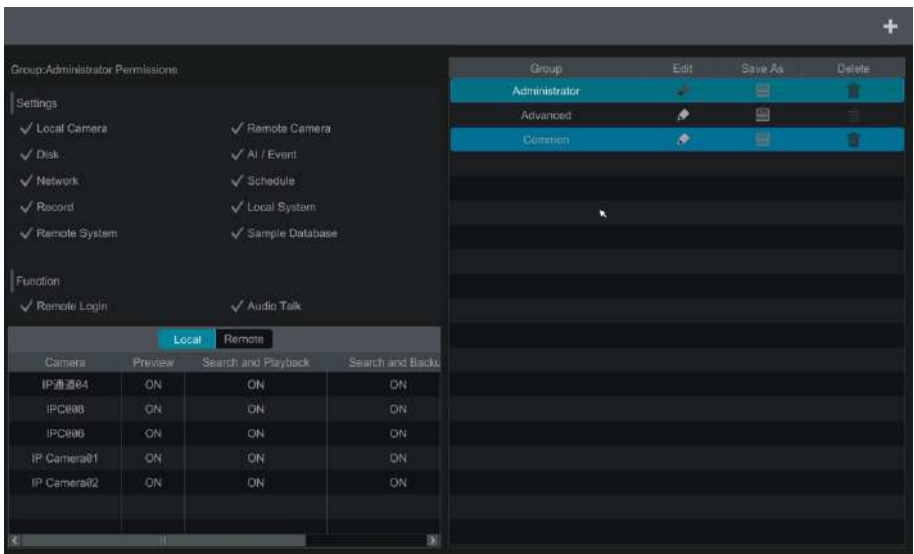 Group:Administrator Permissions
Settings
Local Camera Remote Camera
Disk AI / Event
Network Schedule
Record Local System
Remote System Sample Database
Function
Remote Login Audio Talk
Local Remote
Camera Preview Search and Playback Search and Backu
IP通道04 ON ON ON
IPC008 ON ON ON
IPC006 ON ON ON
IP Camera01 ON ON ON
IP Camera02 ON ON ON
Group Edit Save As Delete
Administrator
Advanced
Common